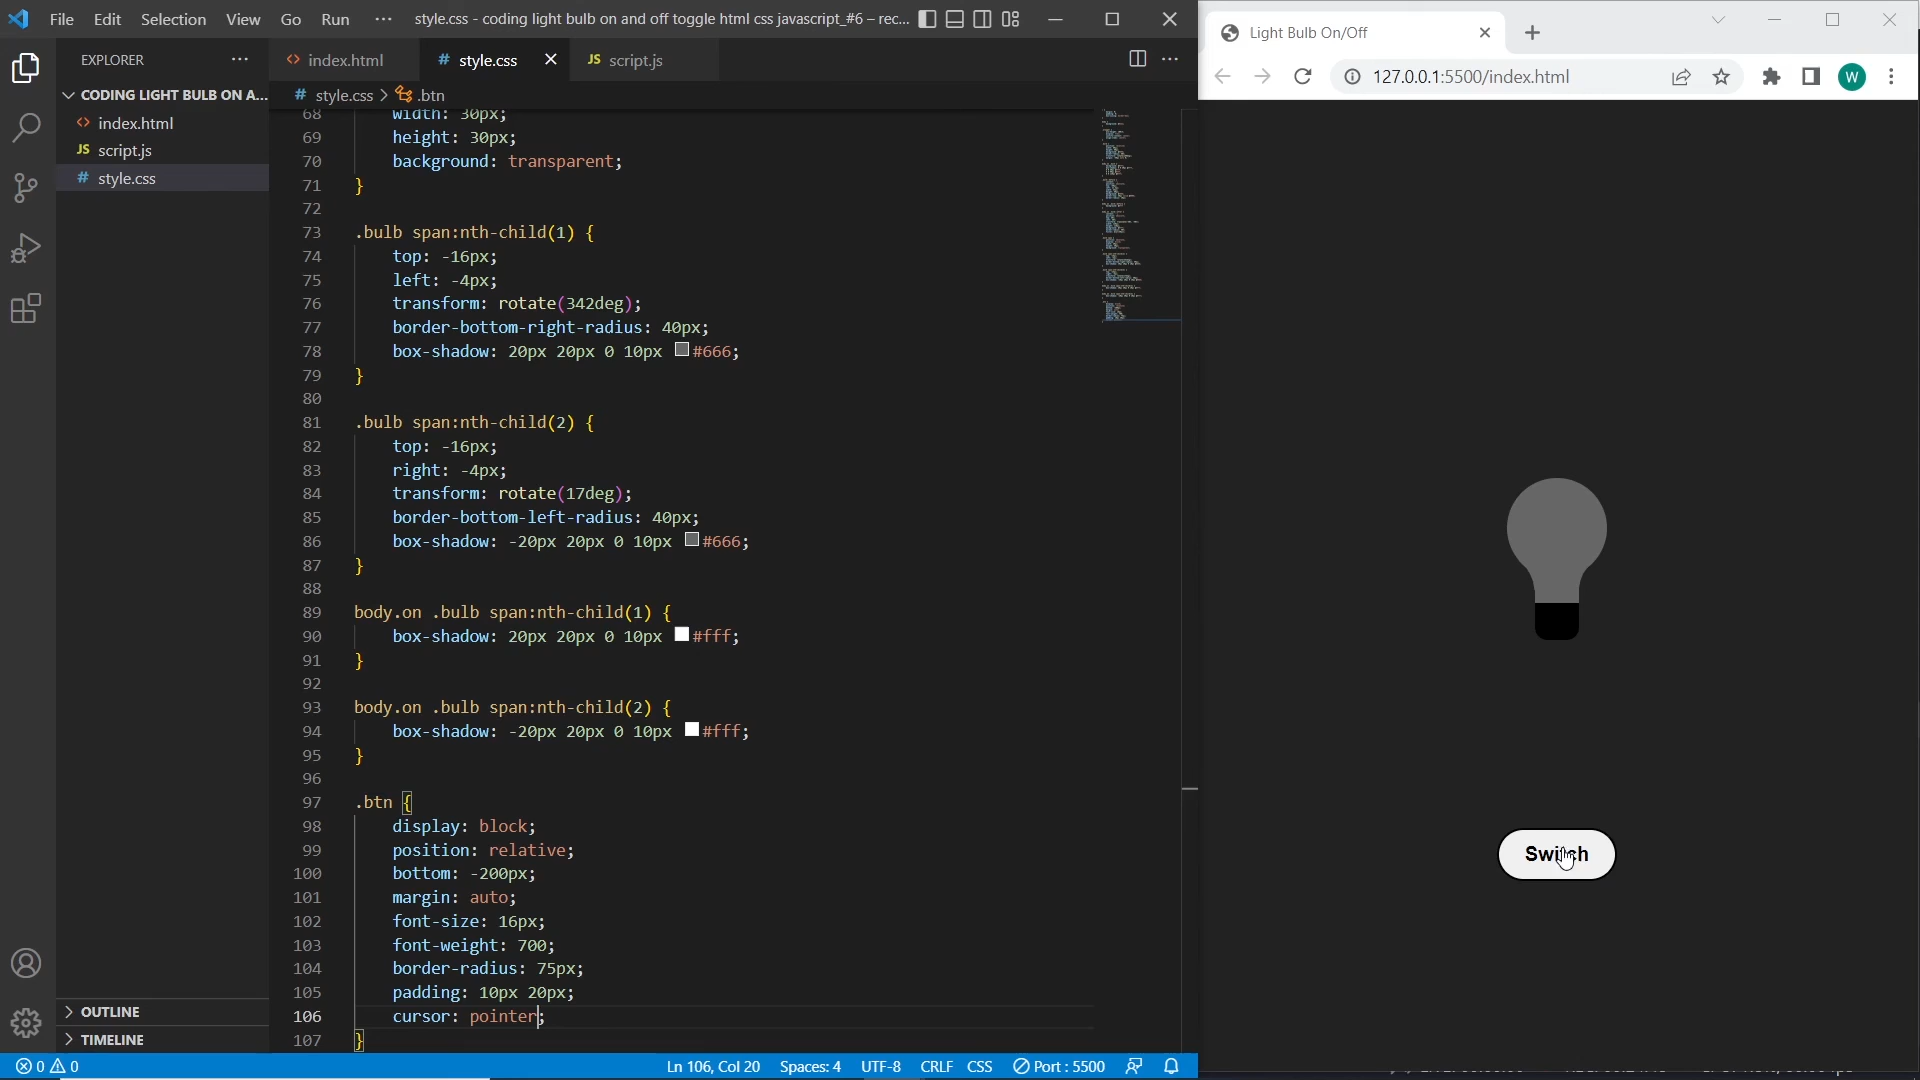 File Edit Selection View Go Run ··· style.css - coding light bulb on and off toggle html css javascript_#6 – rec...
EXPLORER ···
CODING LIGHT BULB ON A...
<> index.html
JS script.js
# style.css
OUTLINE
TIMELINE
<> index.html # style.css JS script.js ···
# style.css > .btn
68 width: 30px;
69 height: 30px;
70 background: transparent;
71 }
72
73 .bulb span:nth-child(1) {
74 top: -16px;
75 left: -4px;
76 transform: rotate(342deg);
77 border-bottom-right-radius: 40px;
78 box-shadow: 20px 20px 0 10px #666;
79 }
80
81 .bulb span:nth-child(2) {
82 top: -16px;
83 right: -4px;
84 transform: rotate(17deg);
85 border-bottom-left-radius: 40px;
86 box-shadow: -20px 20px 0 10px #666;
87 }
88
89 body.on .bulb span:nth-child(1) {
90 box-shadow: 20px 20px 0 10px #fff;
91 }
92
93 body.on .bulb span:nth-child(2) {
94 box-shadow: -20px 20px 0 10px #fff;
95 }
96
97 .btn {
98 display: block;
99 position: relative;
100 bottom: -200px;
101 margin: auto;
102 font-size: 16px;
103 font-weight: 700;
104 border-radius: 75px;
105 padding: 10px 20px;
106 cursor: pointer;
107 }
0 0 Ln 106, Col 20 Spaces: 4 UTF-8 CRLF CSS Port : 5500
Light Bulb On/Off
127.0.0.1:5500/index.html W
Switch